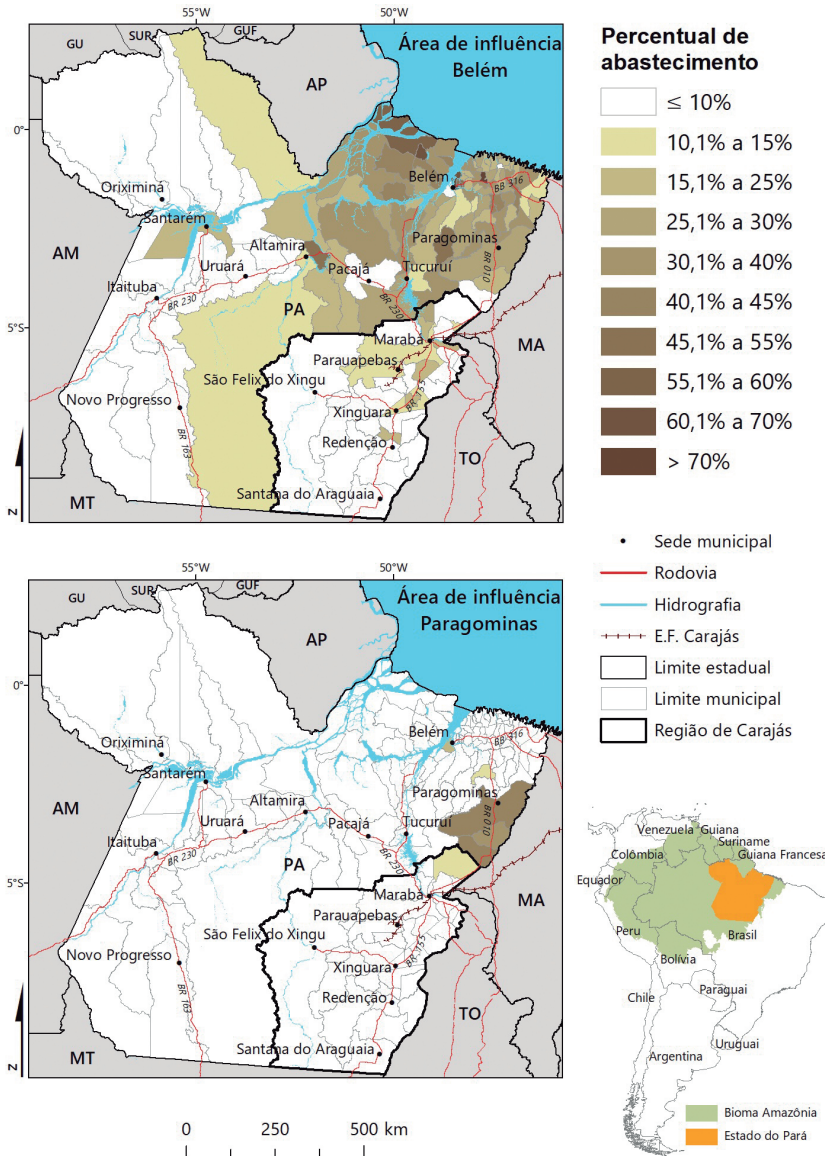 55°W
50°W
GU
SUR
GUF
Área de influência
Belém
AP
0°
Belém
BR 316
Oriximiná
Santarém
Paragominas
AM
Altamira
Uruará
Pacajá
Tucuruí
BR 010
Itaituba
BR 230
PA
BR 230
5°S
Marabá
MA
Parauapebas
São Felix do Xingu
BR 155
Novo Progresso
Xinguara
BR 163
Redenção
TO
Santana do Araguaia
MT
N
Percentual de
abastecimento
≤ 10%
10,1% a 15%
15,1% a 25%
25,1% a 30%
30,1% a 40%
40,1% a 45%
45,1% a 55%
55,1% a 60%
60,1% a 70%
> 70%
Sede municipal
Rodovia
Hidrografia
E.F. Carajás
Limite estadual
Limite municipal
Região de Carajás
55°W
50°W
GU
SUR
GUF
Área de influência
Paragominas
AP
0°
Belém
BR 316
Oriximiná
Santarém
Paragominas
AM
Altamira
Uruará
Pacajá
Tucuruí
BR 010
Itaituba
BR 230
PA
BR 230
5°S
Marabá
MA
Parauapebas
São Felix do Xingu
BR 155
Novo Progresso
Xinguara
BR 163
Redenção
TO
Santana do Araguaia
MT
N
0 250 500 km
Venezuela
Guiana
Suriname
Colômbia
Guiana Francesa
Equador
Peru
Brasil
Bolívia
Chile
Paraguai
Uruguai
Argentina
Bioma Amazônia
Estado do Pará